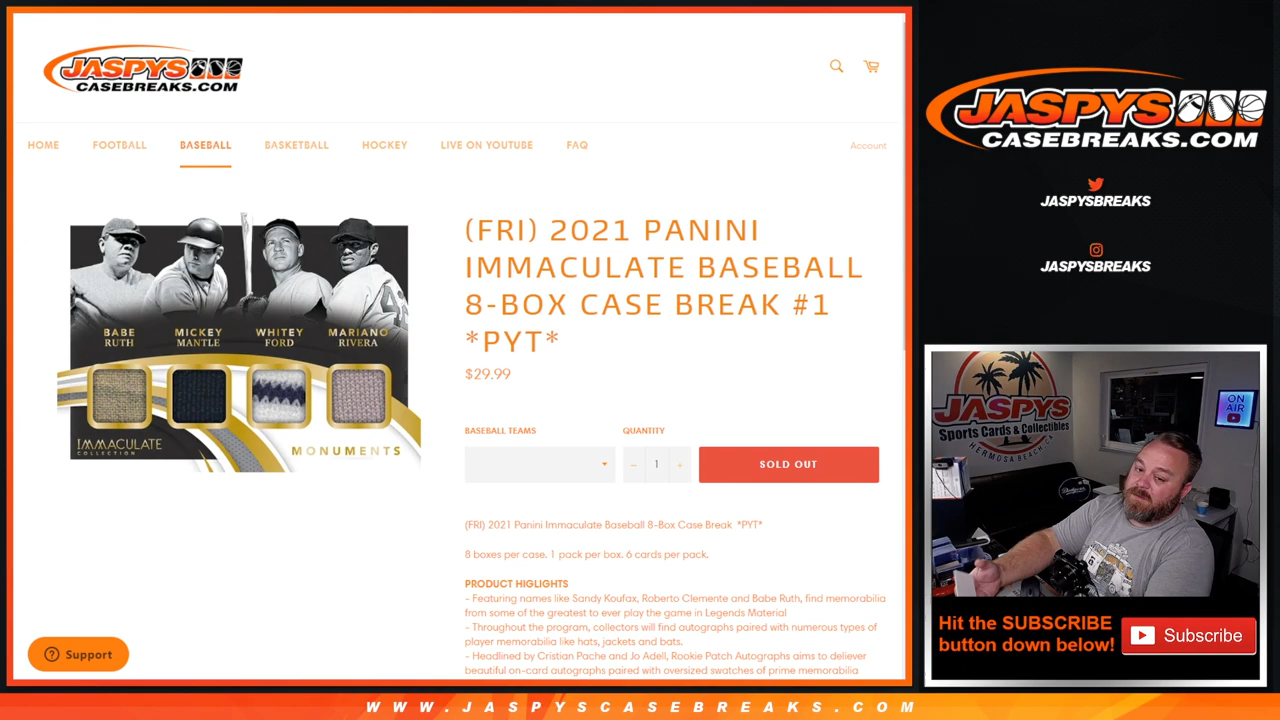 JASPYS
CASEBREAKS.COM
HOME
FOOTBALL
BASEBALL
BASKETBALL
HOCKEY
LIVE ON YOUTUBE
FAQ
Account
BABE
RUTH
MICKEY
MANTLE
WHITEY
FORD
MARIANO
RIVERA
IMMACULATE
COLLECTION
MONUMENTS
(FRI) 2021 PANINI
IMMACULATE BASEBALL
8-BOX CASE BREAK #1
*PYT*
$29.99
BASEBALL TEAMS
QUANTITY
− 1 +
SOLD OUT
(FRI) 2021 Panini Immaculate Baseball 8-Box Case Break *PYT*
8 boxes per case. 1 pack per box. 6 cards per pack.
PRODUCT HIGLIGHTS
- Featuring names like Sandy Koufax, Roberto Clemente and Babe Ruth, find memorabilia
from some of the greatest to ever play the game in Legends Material
- Throughout the program, collectors will find autographs paired with numerous types of
player memorabilia like hats, jackets and bats.
- Headlined by Cristian Pache and Jo Adell, Rookie Patch Autographs aims to deliever
beautiful on-card autographs paired with oversized swatches of prime memorabilia
Support
JASPYS
CASEBREAKS.COM
JASPYSBREAKS
JASPYSBREAKS
JASPYS
Sports Cards & Collectibles
HERMOSA BEACH, CA
ON
AIR
Hit the SUBSCRIBE
button down below!
Subscribe
WWW.JASPYSCASEBREAKS.COM